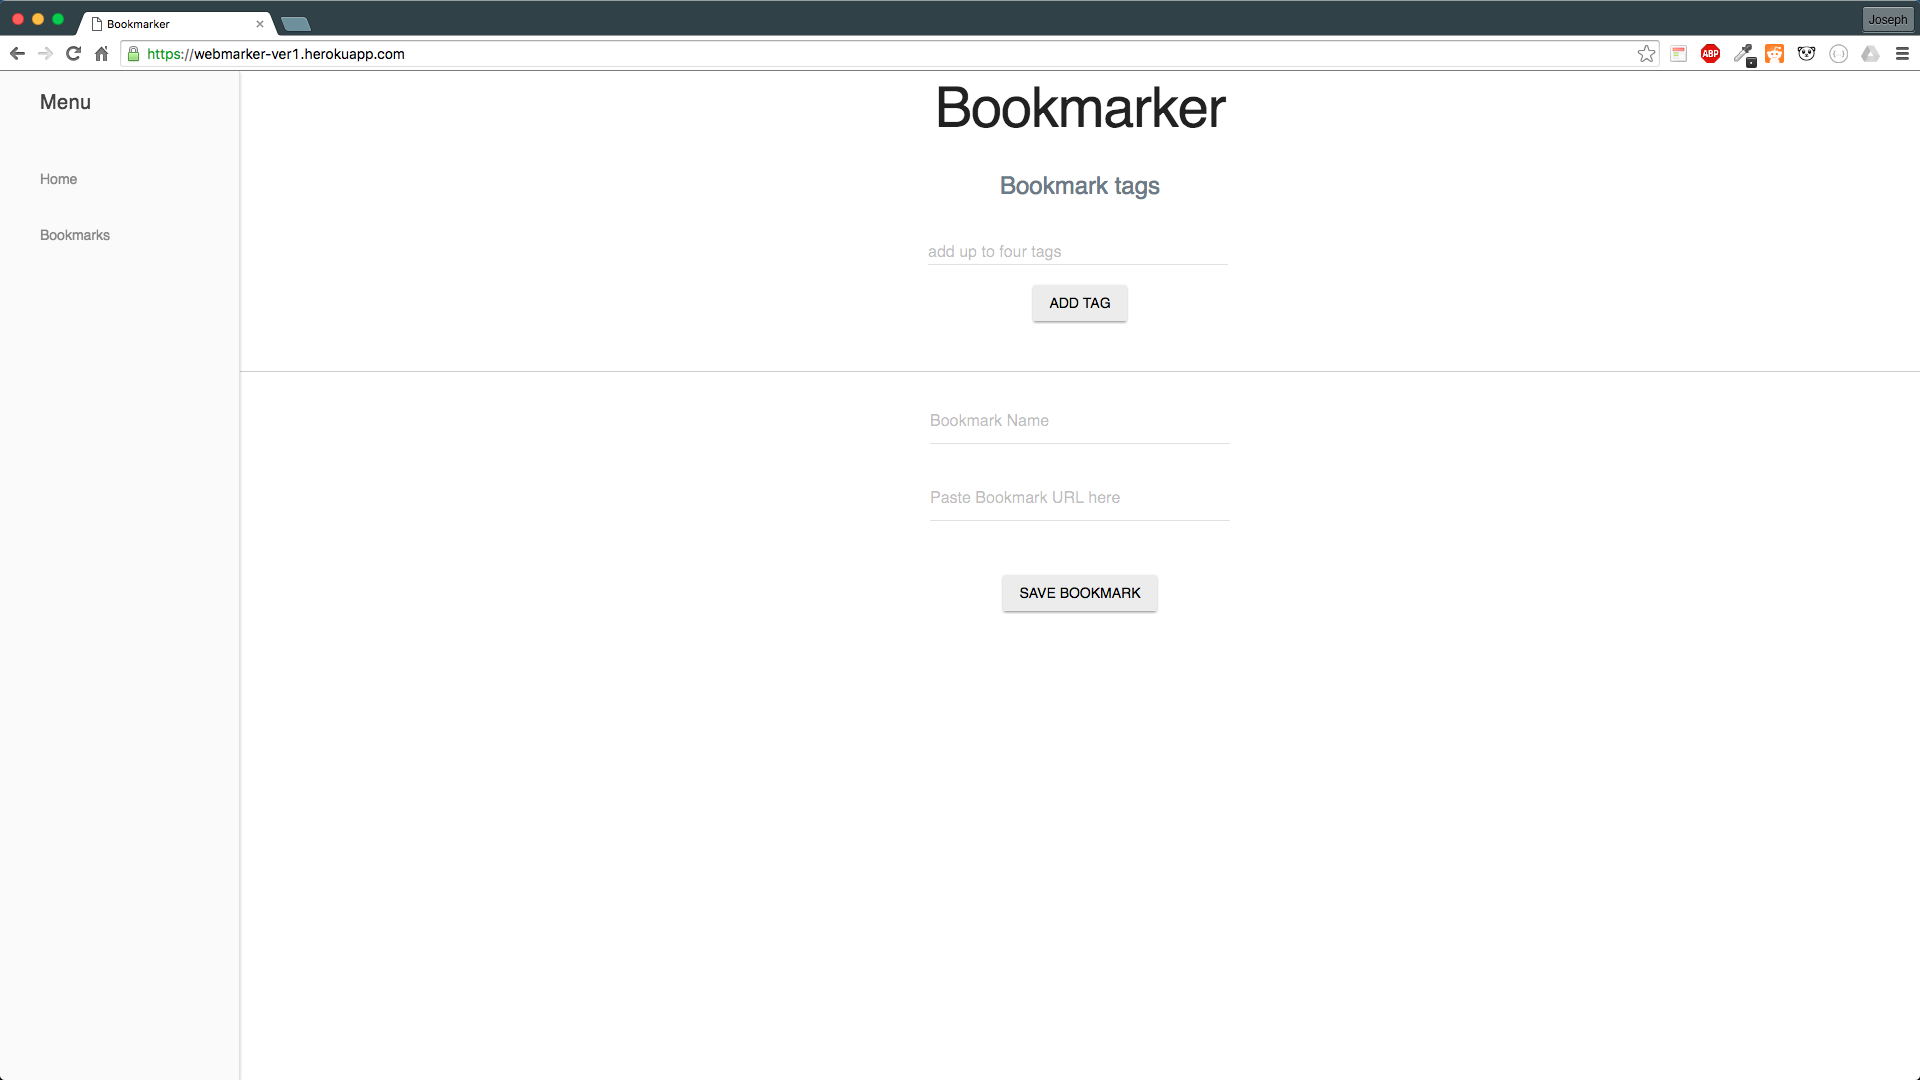 Bookmarker
Joseph
https://webmarker-ver1.herokuapp.com
ABP
Menu
Home
Bookmarks
Bookmarker
Bookmark tags
add up to four tags
ADD TAG
Bookmark Name
Paste Bookmark URL here
SAVE BOOKMARK